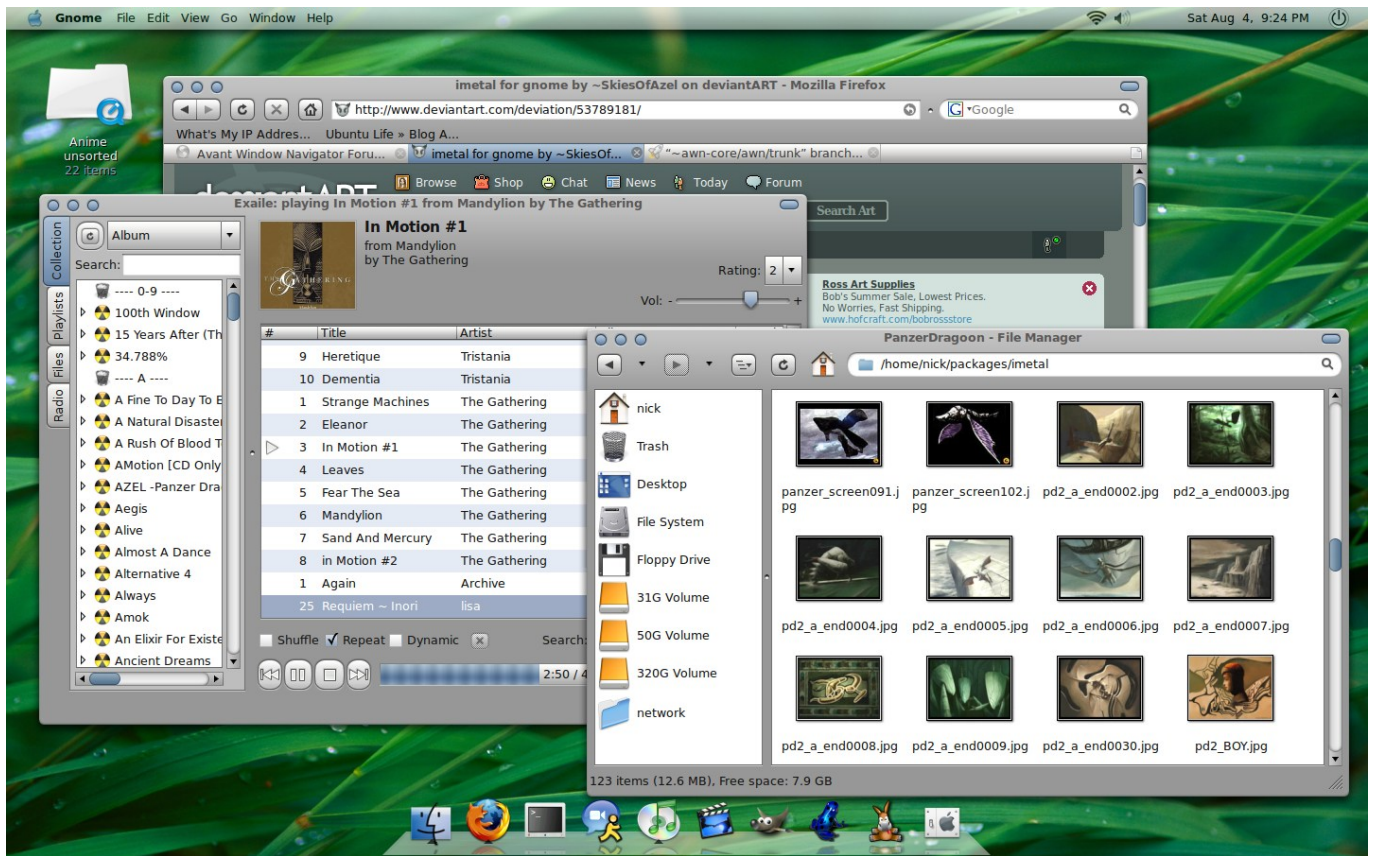 Gnome File Edit View Go Window Help
Sat Aug 4, 9:24 PM
Anime
unsorted
22 items
imetal for gnome by ~SkiesOfAzel on deviantART - Mozilla Firefox
http://www.deviantart.com/deviation/53789181/
Google
What's My IP Addres... Ubuntu Life » Blog A...
Avant Window Navigator Foru... imetal for gnome by ~SkiesOf... "~awn-core/awn/trunk" branch...
deviantART
Browse Shop Chat News Today Forum
Search Art
Ross Art Supplies
Bob's Summer Sale, Lowest Prices.
No Worries, Fast Shipping.
www.hofcraft.com/bobrossstore
Exaile: playing In Motion #1 from Mandylion by The Gathering
Collection
Playlists
Files
Radio
Album
Search:
---- 0-9 ----
100th Window
15 Years After (Th
34.788%
---- A ----
A Fine To Day To E
A Natural Disaster
A Rush Of Blood T
AMotion [CD Only
AZEL -Panzer Dra
Aegis
Alive
Almost A Dance
Alternative 4
Always
Amok
An Elixir For Existe
Ancient Dreams
THE GATHERING
In Motion #1
from Mandylion
by The Gathering
Rating: 2
Vol: - +
# Title Artist
9 Heretique Tristania
10 Dementia Tristania
1 Strange Machines The Gathering
2 Eleanor The Gathering
3 In Motion #1 The Gathering
4 Leaves The Gathering
5 Fear The Sea The Gathering
6 Mandylion The Gathering
7 Sand And Mercury The Gathering
8 in Motion #2 The Gathering
1 Again Archive
25 Requiem ~ Inori lisa
Shuffle Repeat Dynamic Search:
2:50 / 4
PanzerDragoon - File Manager
/home/nick/packages/imetal
nick
Trash
Desktop
File System
Floppy Drive
31G Volume
50G Volume
320G Volume
network
panzer_screen091.j
pg
panzer_screen102.j
pg
pd2_a_end0002.jpg
pd2_a_end0003.jpg
pd2_a_end0004.jpg
pd2_a_end0005.jpg
pd2_a_end0006.jpg
pd2_a_end0007.jpg
pd2_a_end0008.jpg
pd2_a_end0009.jpg
pd2_a_end0030.jpg
pd2_BOY.jpg
123 items (12.6 MB), Free space: 7.9 GB